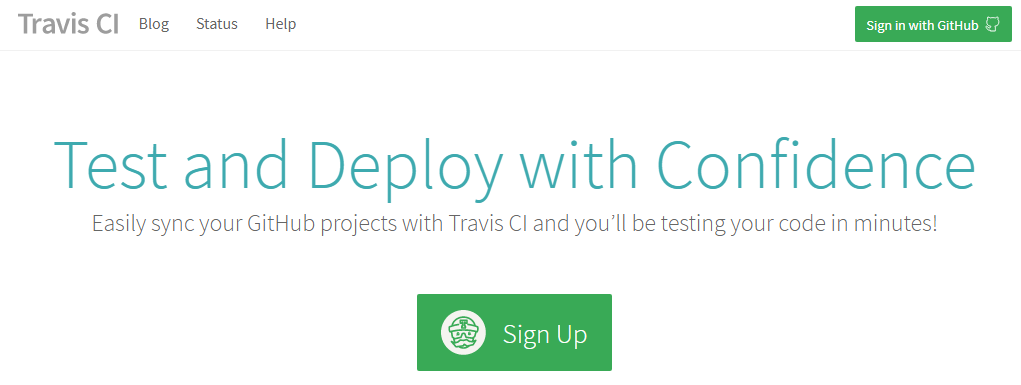 Travis CI Blog Status Help Sign in with GitHub
Test and Deploy with Confidence
Easily sync your GitHub projects with Travis CI and you’ll be testing your code in minutes!
Sign Up